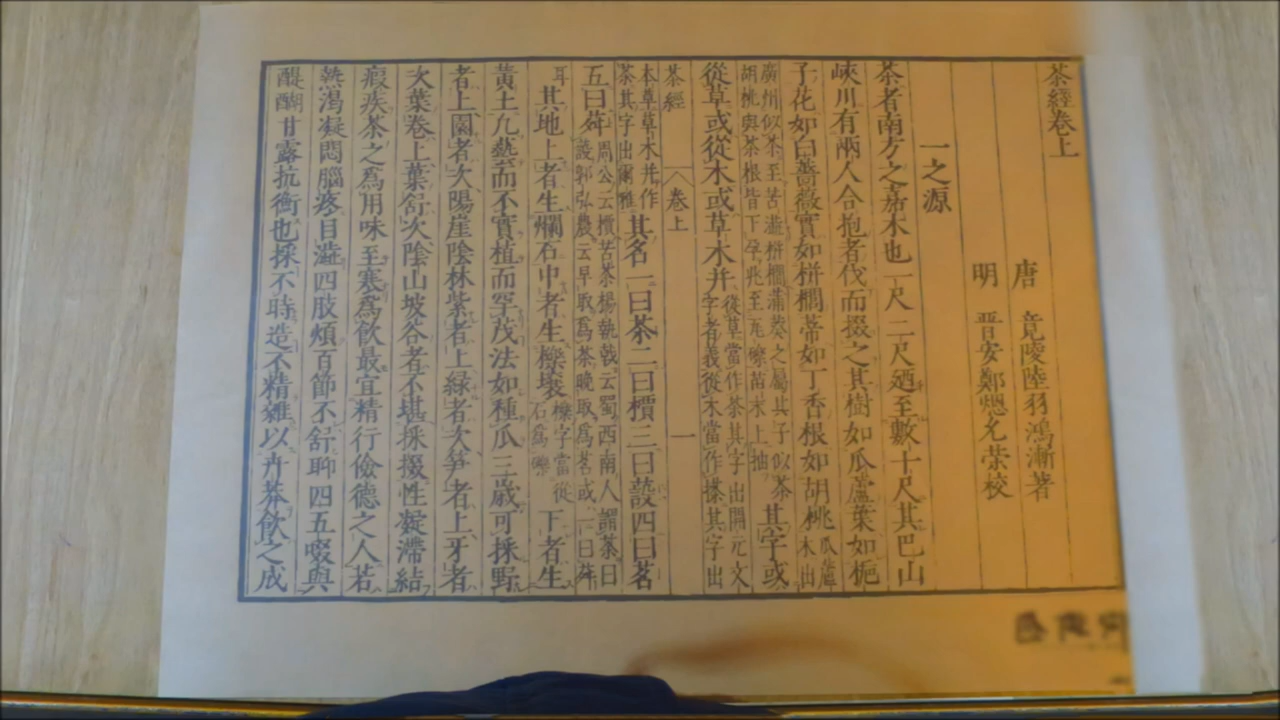 茶經卷上
唐 竟陵陸羽鴻漸著
明 晉安鄭熜允榮校
一之源
茶者南方之嘉木也一尺二尺廼至數十尺其巴山
峽川有兩人合抱者伐而掇之其樹如瓜蘆葉如梔
子花如白薔薇實如栟櫚蒂如丁香根如胡桃瓜蘆木出
廣州似茶至苦澁栟櫚蒲葵之屬其子似茶胡桃與茶根皆下孕兆至瓦礫苗木上抽其字或
從草或從木或草木并從草當作茶其字出開元文字者義從木當作搽其字出
茶經 卷上 一
本草草木并作茶其字出爾雅其名一曰茶二曰檟三曰蔎四曰茗
五曰荈周公云檟苦茶楊執戟云蜀西南人謂茶曰蔎郭弘農云早取爲茶晚取爲茗或一曰荈
耳其地上者生爛石中者生櫟壤櫟字當從石爲礫下者生
黃土凡藝而不實植而罕茂法如種瓜三歲可採野
者上園者次陽崖陰林紫者上綠者次笋者上牙者
次葉卷上葉舒次陰山坡谷者不堪採掇性凝滯結
瘕疾茶之爲用味至寒爲飲最宜精行儉德之人若
熱渴凝悶腦疼目澁四肢煩百節不舒聊四五啜與
醍醐甘露抗衡也採不時造不精雜以卉莽飲之成